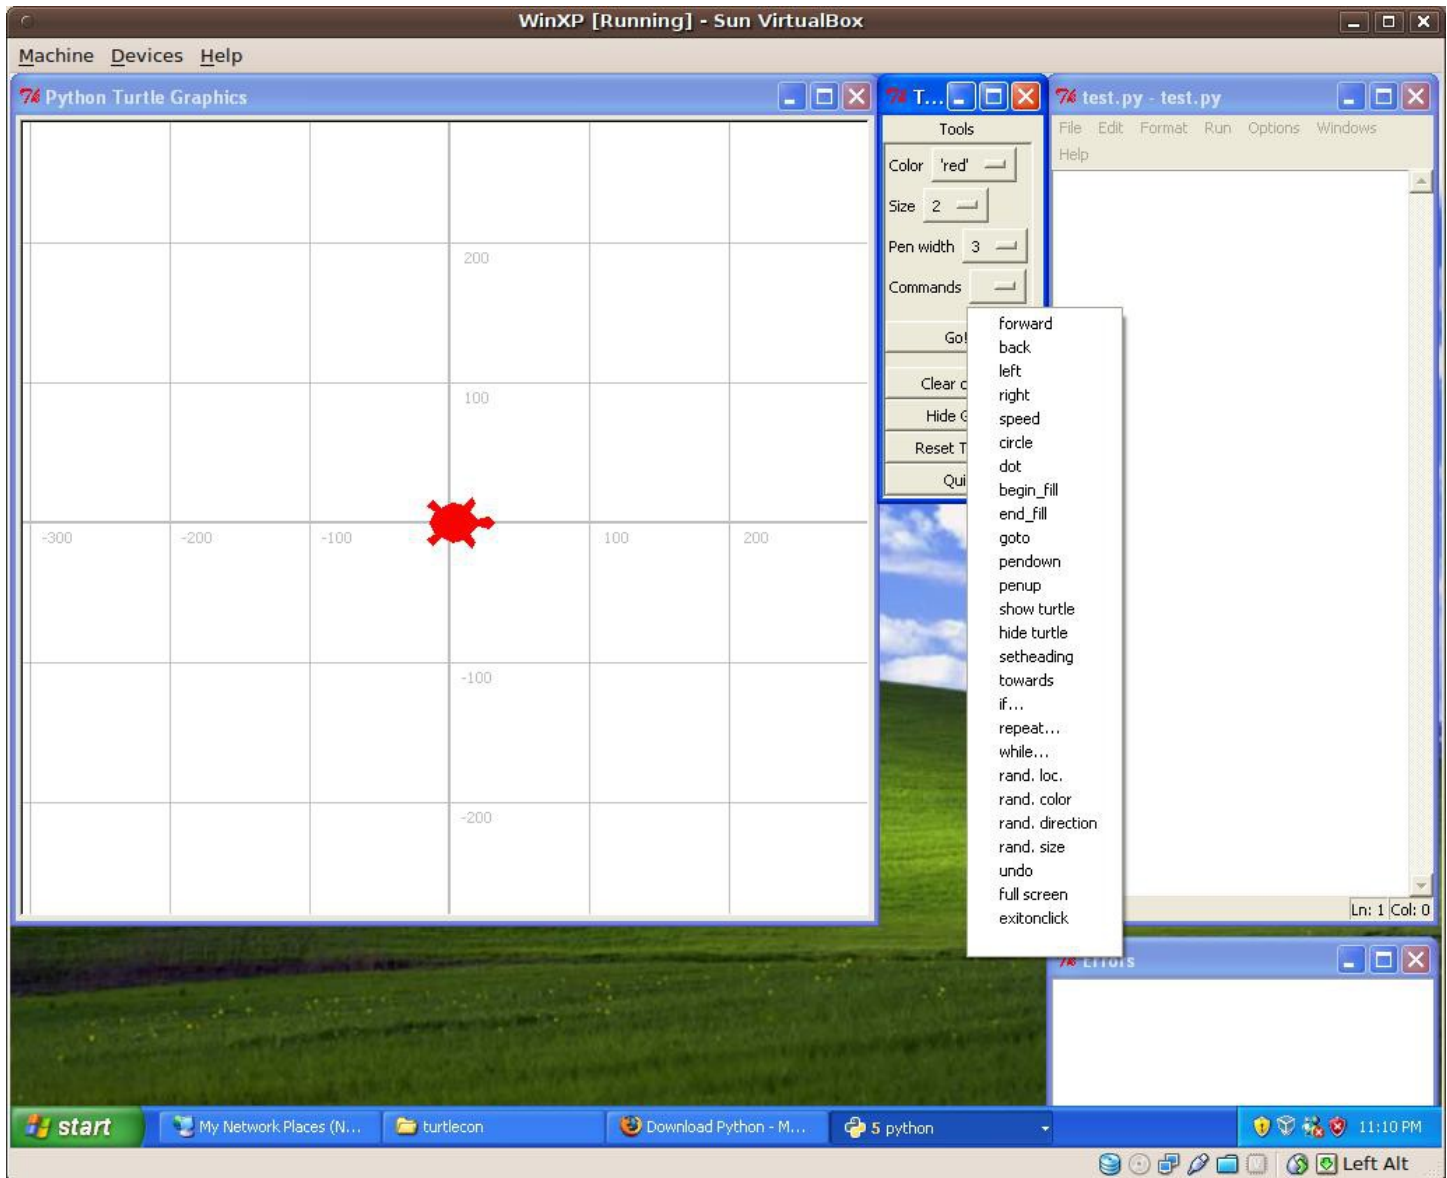 WinXP [Running] - Sun VirtualBox
Machine Devices Help
Python Turtle Graphics
200
100
-300 -200 -100 100 200
-100
-200
T...
Tools
Color 'red'
Size 2
Pen width 3
Commands
Go!
Clear
Hide
Reset T
Qui
forward
back
left
right
speed
circle
dot
begin_fill
end_fill
goto
pendown
penup
show turtle
hide turtle
setheading
towards
if...
repeat...
while...
rand. loc.
rand. color
rand. direction
rand. size
undo
full screen
exitonclick
test.py - test.py
File Edit Format Run Options Windows
Help
Ln: 1 Col: 0
Errors
start My Network Places (N... turtlecon Download Python - M... 5 python 11:10 PM
Left Alt